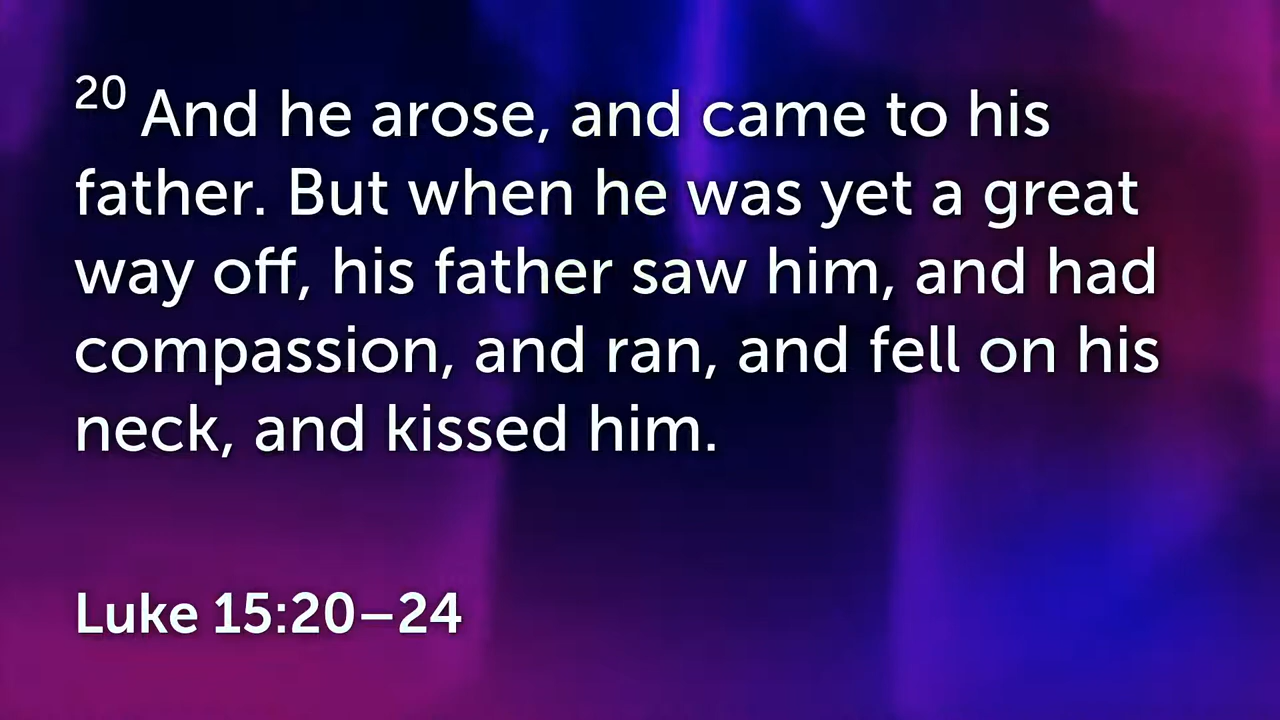 20 And he arose, and came to his
father. But when he was yet a great
way off, his father saw him, and had
compassion, and ran, and fell on his
neck, and kissed him.
Luke 15:20–24